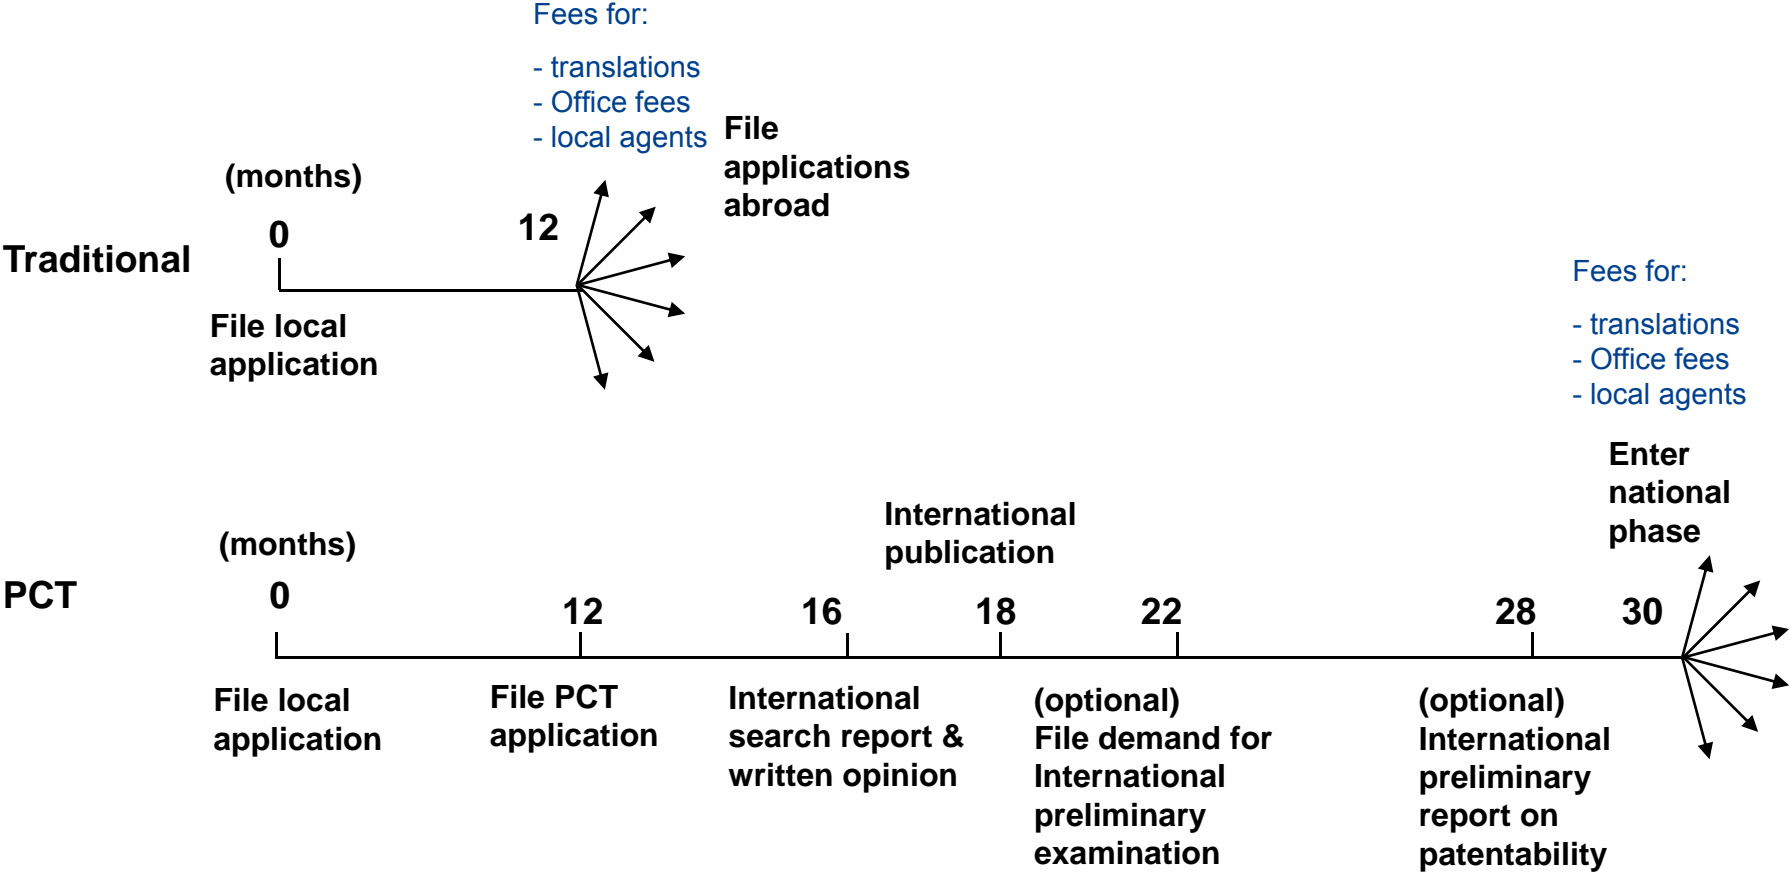 Fees for:
- translations
- Office fees
- local agents
File
applications
abroad
(months)
0
12
Traditional
File local
application
Fees for:
- translations
- Office fees
- local agents
Enter
national
phase
International
publication
(months)
PCT
0
12
16
18
22
28
30
File local
application
File PCT
application
International
search report &
written opinion
(optional)
File demand for
International
preliminary
examination
(optional)
International
preliminary
report on
patentability